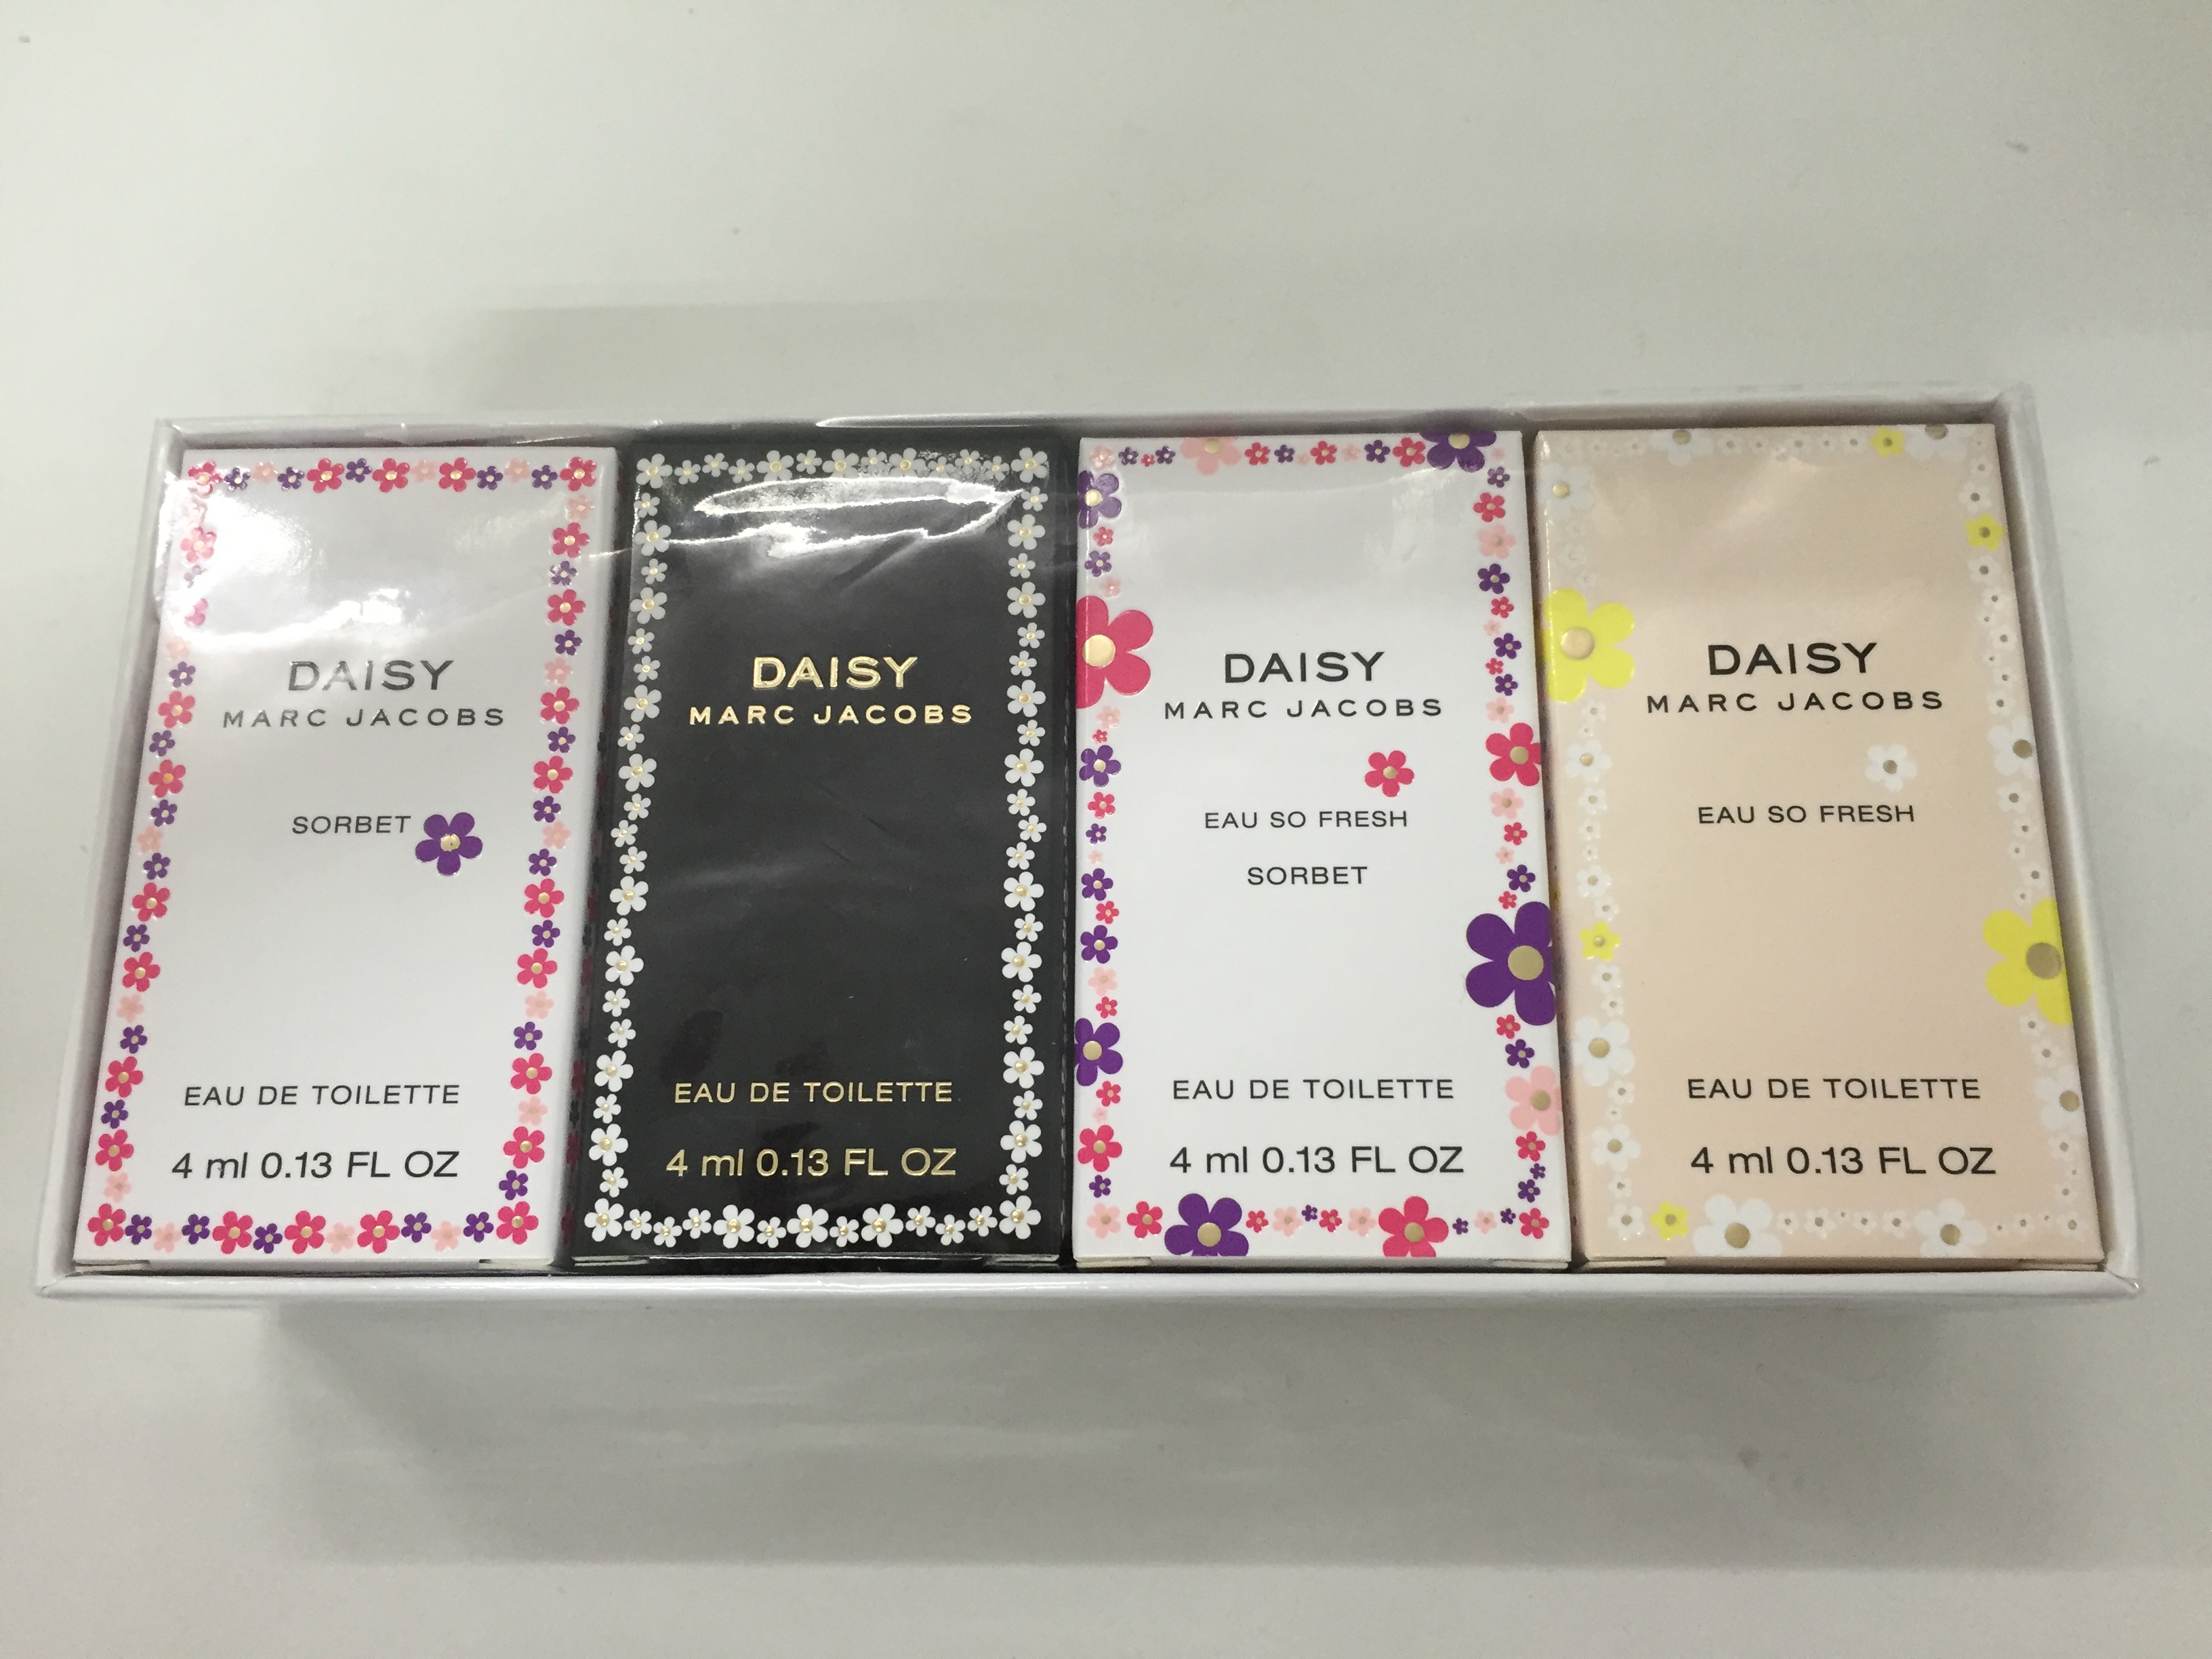 DAISY
MARC JACOBS
SORBET
EAU DE TOILETTE
4 ml 0.13 FL OZ
DAISY
MARC JACOBS
EAU DE TOILETTE
4 ml 0.13 FL OZ
DAISY
MARC JACOBS
EAU SO FRESH
SORBET
EAU DE TOILETTE
4 ml 0.13 FL OZ
DAISY
MARC JACOBS
EAU SO FRESH
EAU DE TOILETTE
4 ml 0.13 FL OZ